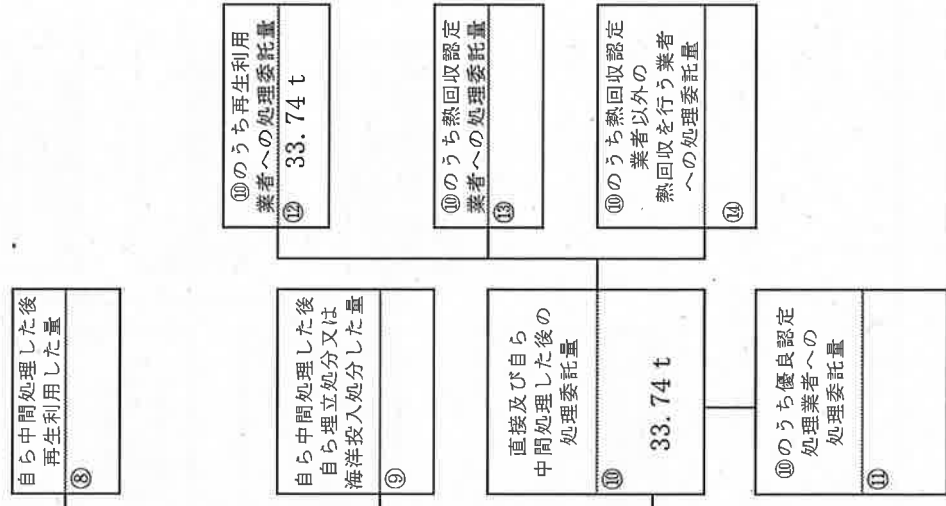 自ら中間処理した後
再生利用した量
⑧
自ら中間処理した後
自ら埋立処分又は
海洋投入処分した量
⑨
直接及び自ら
中間処理した後の
処理委託量
⑩
33.74 t
⑩のうち優良認定
処理業者への
処理委託量
⑪
⑩のうち再生利用
業者への処理委託量
⑫ 33.74 t
⑩のうち熱回収認定
業者への処理委託量
⑬
⑩のうち熱回収認定
業者以外の
熱回収を行う業者
への処理委託量
⑭